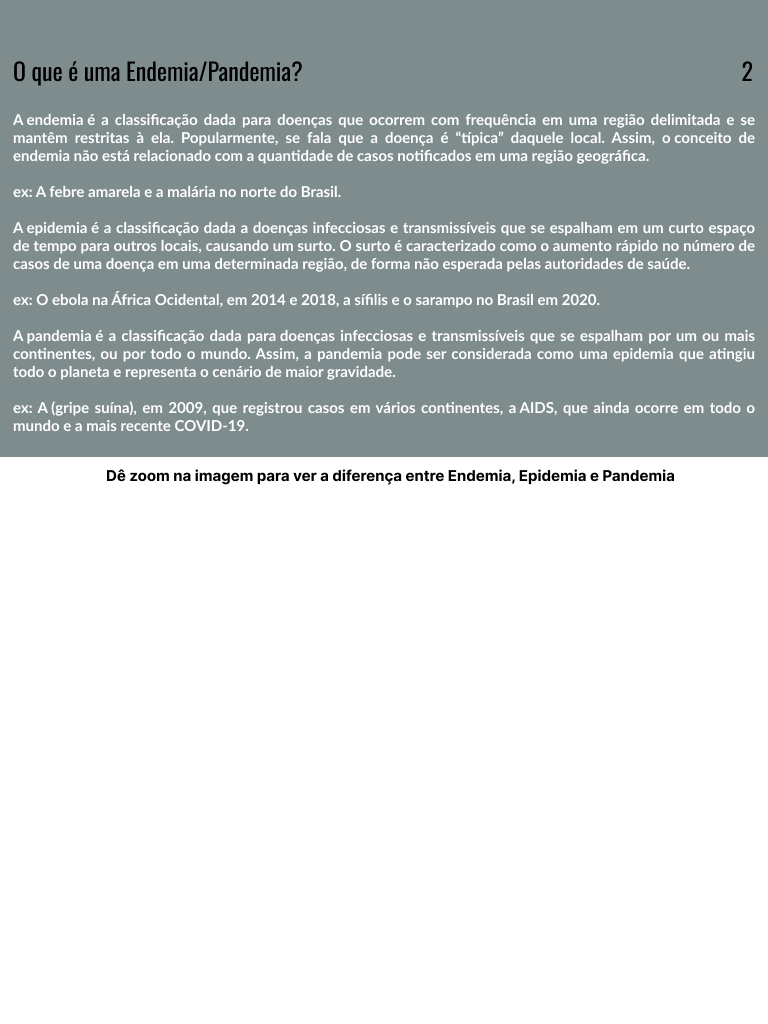 O que é uma Endemia/Pandemia?
2
A endemia é a classificação dada para doenças que ocorrem com frequência em uma região delimitada e se
mantêm restritas à ela. Popularmente, se fala que a doença é “típica” daquele local. Assim, o conceito de
endemia não está relacionado com a quantidade de casos notificados em uma região geográfica.
ex: A febre amarela e a malária no norte do Brasil.
A epidemia é a classificação dada a doenças infecciosas e transmissíveis que se espalham em um curto espaço
de tempo para outros locais, causando um surto. O surto é caracterizado como o aumento rápido no número de
casos de uma doença em uma determinada região, de forma não esperada pelas autoridades de saúde.
ex: O ebola na África Ocidental, em 2014 e 2018, a sífilis e o sarampo no Brasil em 2020.
A pandemia é a classificação dada para doenças infecciosas e transmissíveis que se espalham por um ou mais
continentes, ou por todo o mundo. Assim, a pandemia pode ser considerada como uma epidemia que atingiu
todo o planeta e representa o cenário de maior gravidade.
ex: A (gripe suína), em 2009, que registrou casos em vários continentes, a AIDS, que ainda ocorre em todo o
mundo e a mais recente COVID-19.
Dê zoom na imagem para ver a diferença entre Endemia, Epidemia e Pandemia